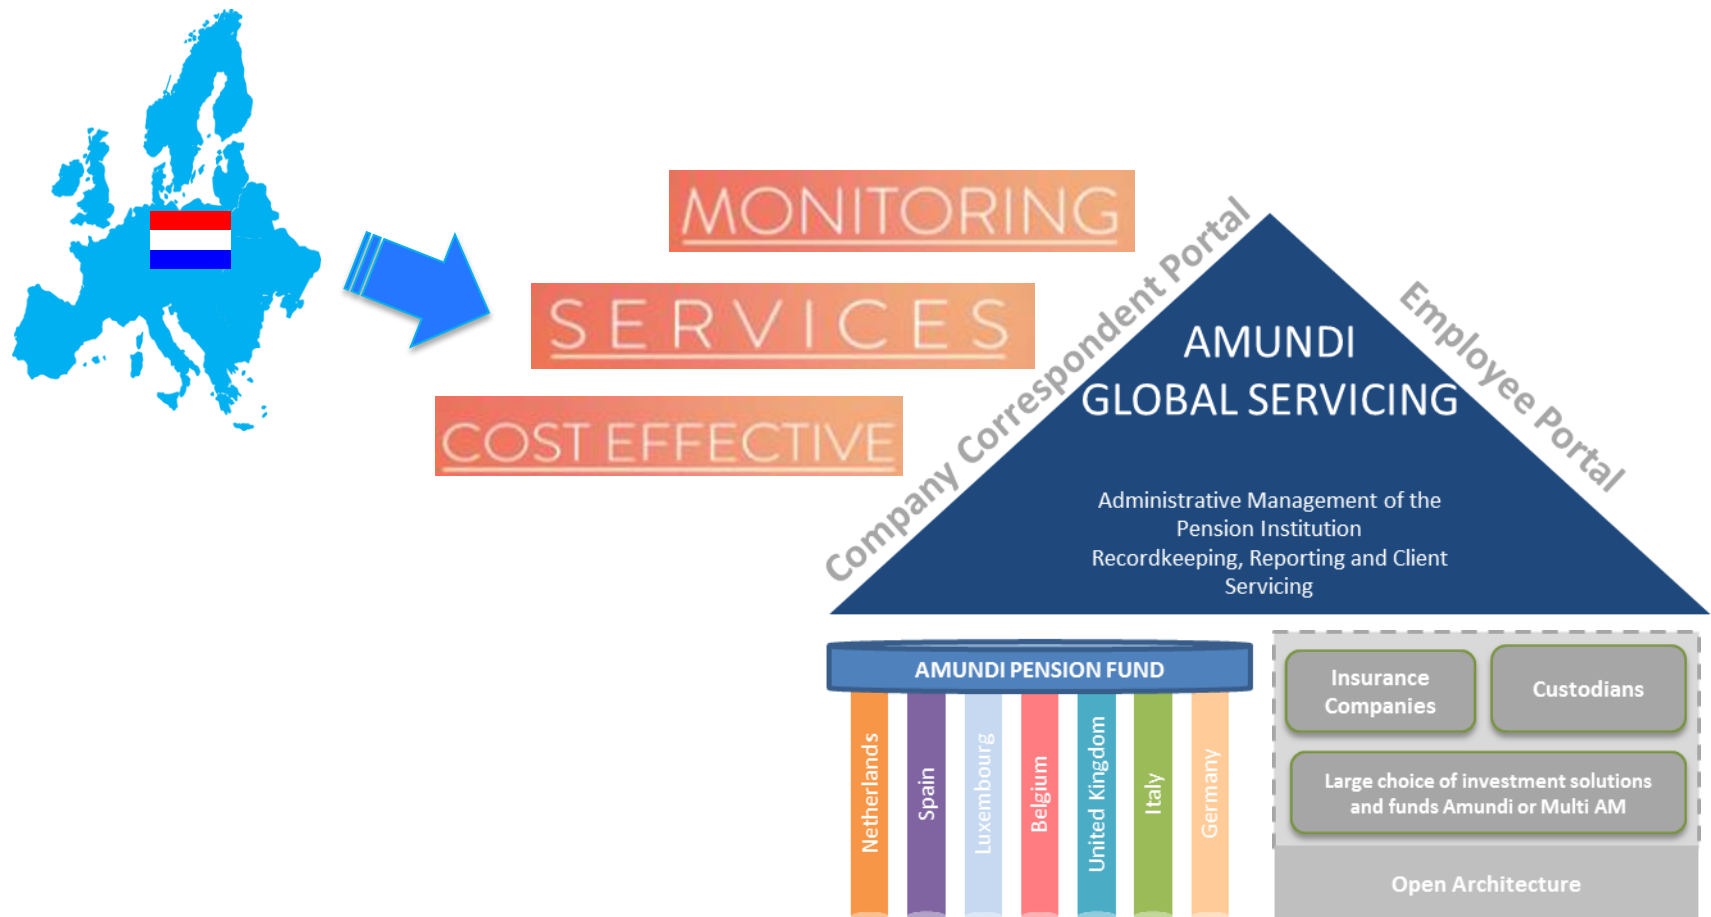 MONITORING
SERVICES
COST EFFECTIVE
Company Correspondent Portal
Employee Portal
AMUNDI
GLOBAL SERVICING
Administrative Management of the
Pension Institution
Recordkeeping, Reporting and Client
Servicing
AMUNDI PENSION FUND
Netherlands
Spain
Luxembourg
Belgium
United Kingdom
Italy
Germany
Insurance
Companies
Custodians
Large choice of investment solutions
and funds Amundi or Multi AM
Open Architecture